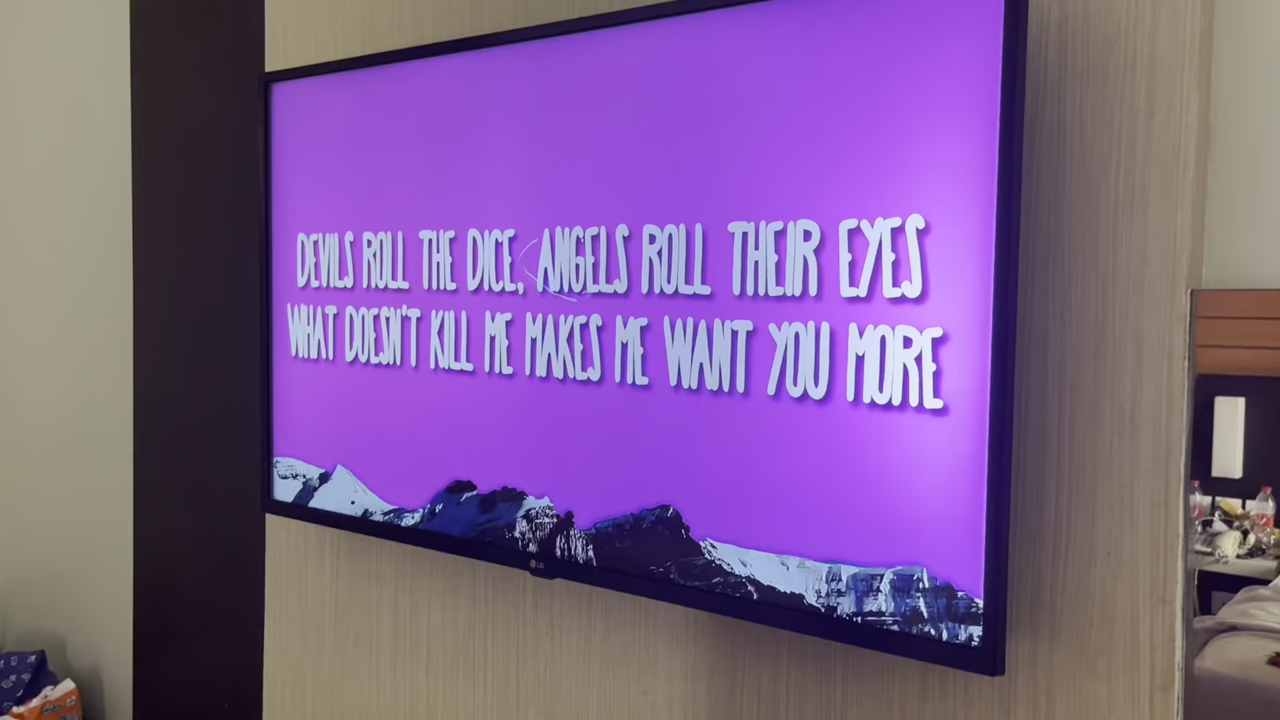 DEVILS ROLL THE DICE, ANGELS ROLL THEIR EYES
WHAT DOESN'T KILL ME MAKES ME WANT YOU MORE
LG